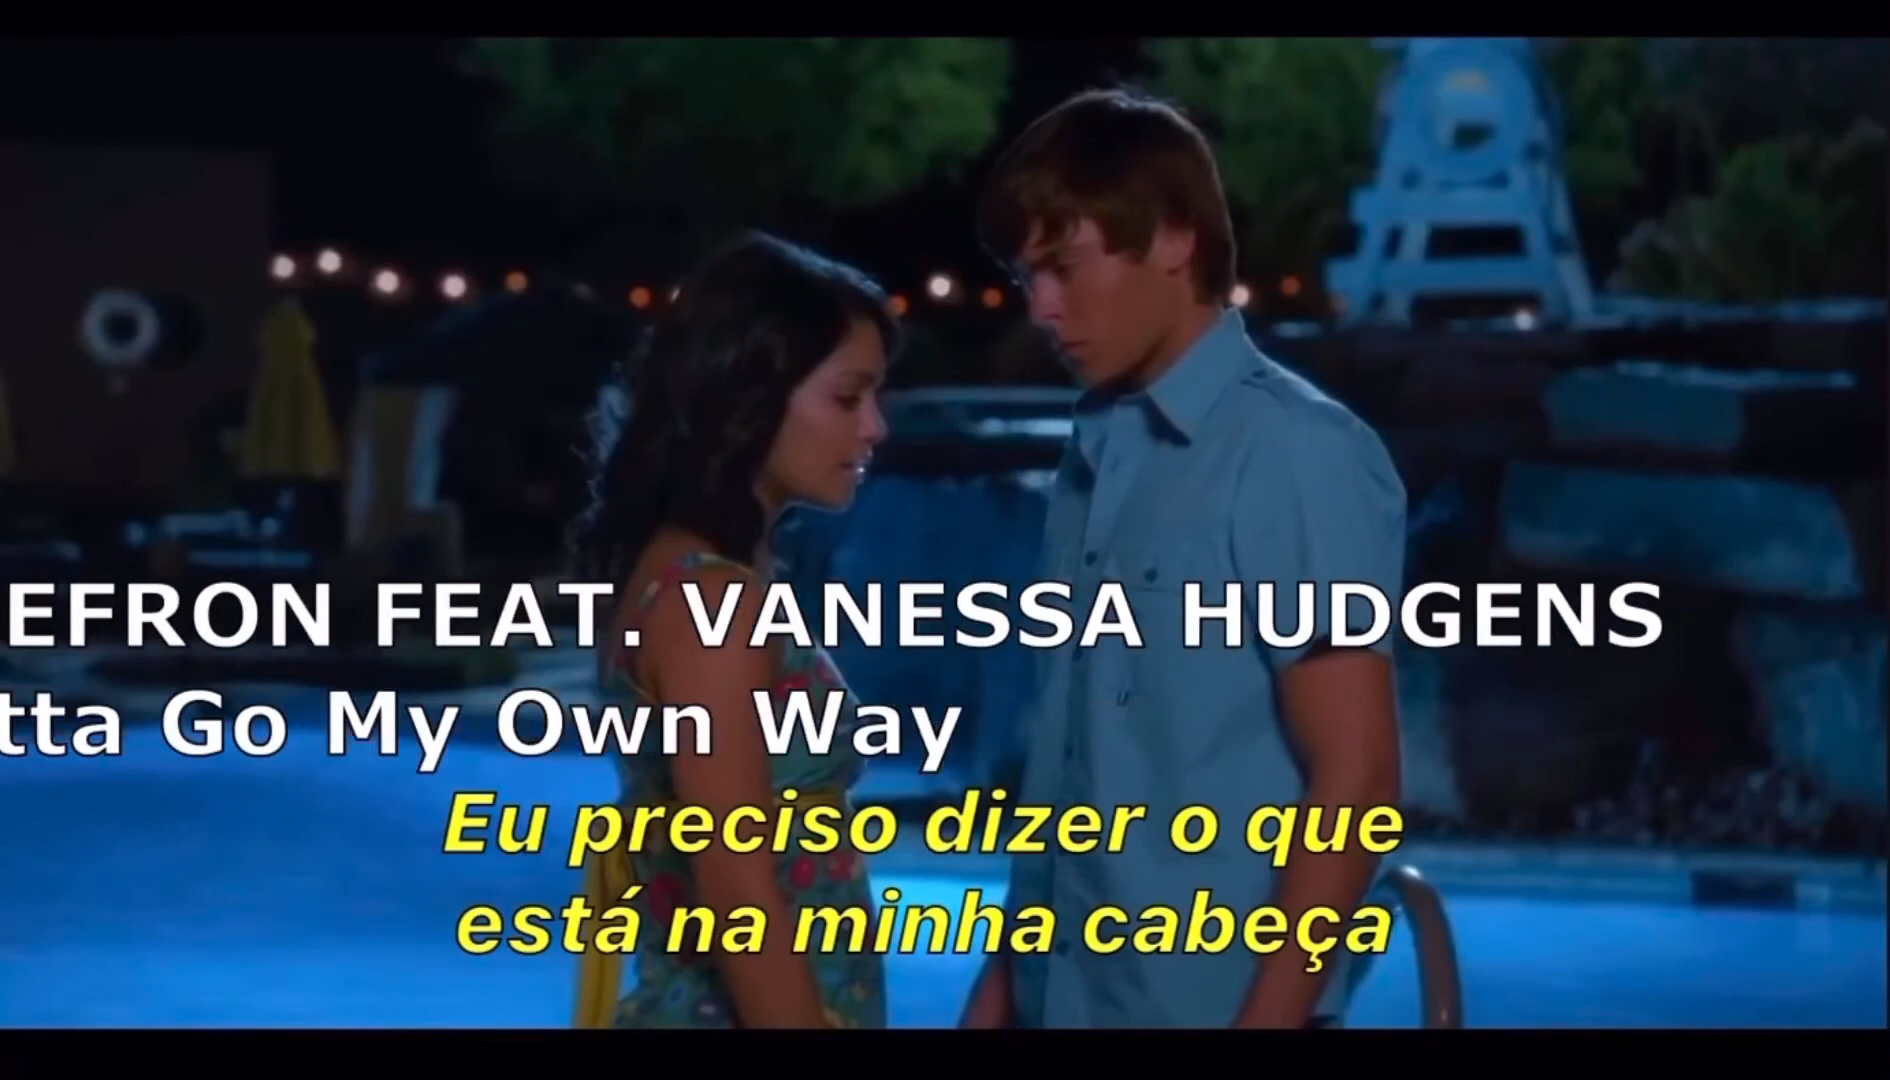 EFRON FEAT. VANESSA HUDGENS
tta Go My Own Way
Eu preciso dizer o que
está na minha cabeça